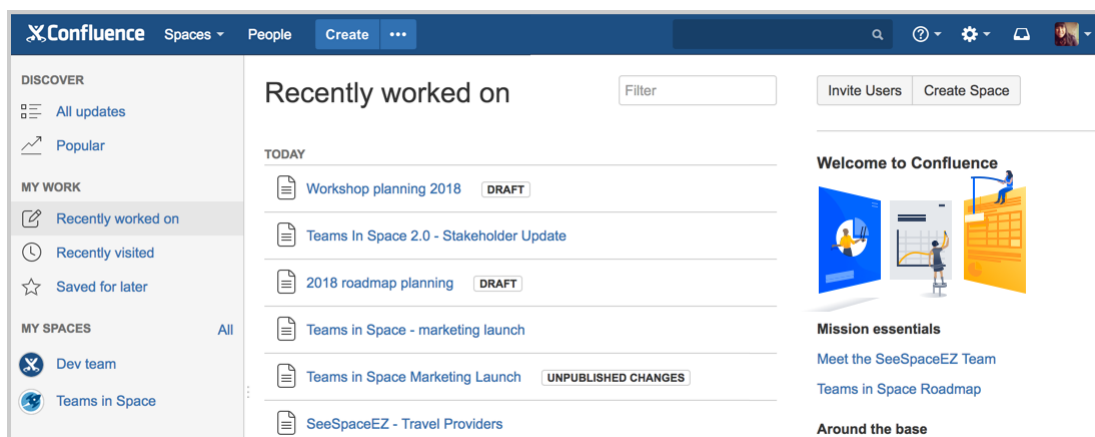 Confluence Spaces People Create •••
DISCOVER
All updates
Popular
MY WORK
Recently worked on
Recently visited
Saved for later
MY SPACES All
Dev team
Teams in Space
Recently worked on Filter
TODAY
Workshop planning 2018 DRAFT
Teams In Space 2.0 - Stakeholder Update
2018 roadmap planning DRAFT
Teams in Space - marketing launch
Teams in Space Marketing Launch UNPUBLISHED CHANGES
SeeSpaceEZ - Travel Providers
Invite Users Create Space
Welcome to Confluence
Mission essentials
Meet the SeeSpaceEZ Team
Teams in Space Roadmap
Around the base